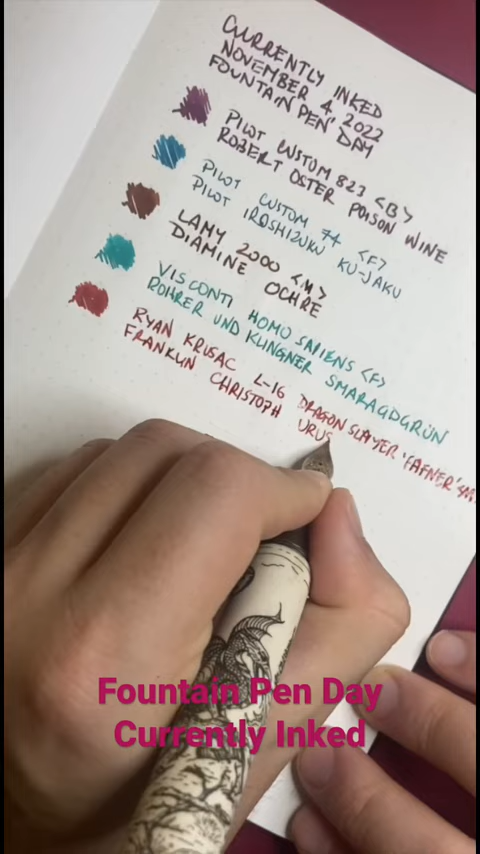 CURRENTLY INKED
NOVEMBER 4, 2022
FOUNTAIN PEN DAY
PILOT CUSTOM 823 <B>
ROBERT OSTER POISON WINE
PILOT CUSTOM 74 <F>
PILOT IROSHIZUKU KU-JAKU
LAMY 2000 <M>
DIAMINE OCHRE
VISCONTI HOMO SAPIENS <F>
ROHRER UND KLINGNER SMARAGDGRÜN
RYAN KRUSAC L-16 DRAGON SLAYER 'FAFNER'
FRANKLIN CHRISTOPH URUS
Fountain Pen Day
Currently Inked